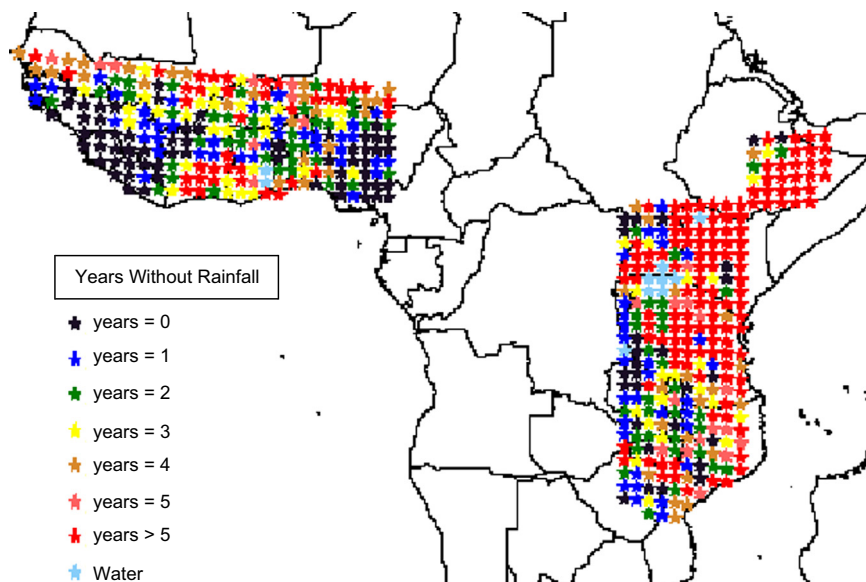 Years Without Rainfall
years = 0
years = 1
years = 2
years = 3
years = 4
years = 5
years > 5
Water